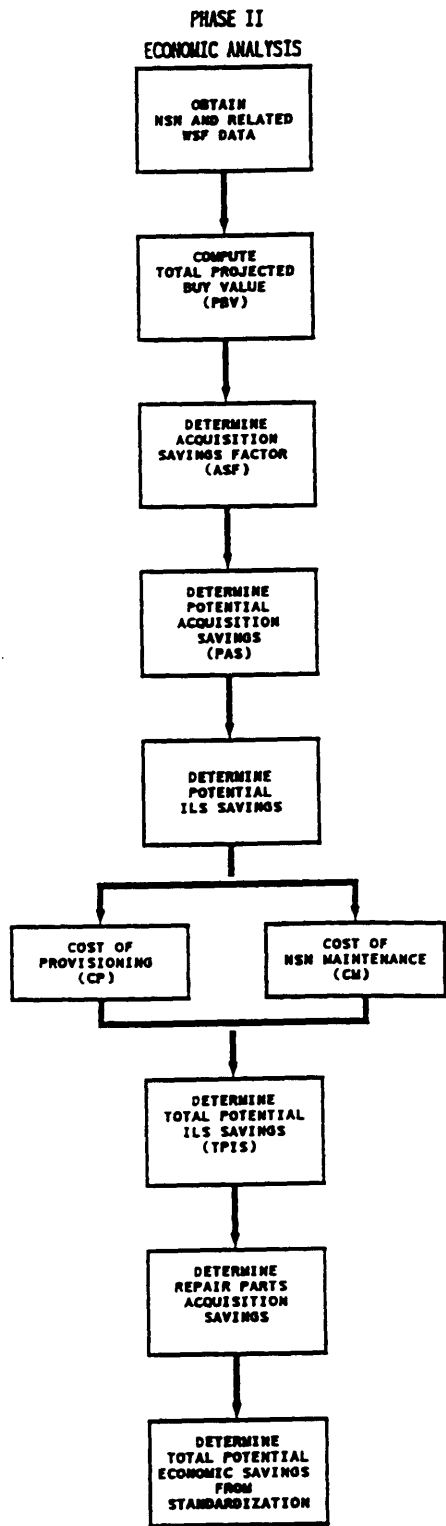 PHASE II
ECONOMIC ANALYSIS
OBTAIN
NSN AND RELATED
WSF DATA
COMPUTE
TOTAL PROJECTED
BUY VALUE
(PBV)
DETERMINE
ACQUISITION
SAVINGS FACTOR
(ASF)
DETERMINE
POTENTIAL
ACQUISITION
SAVINGS
(PAS)
DETERMINE
POTENTIAL
ILS SAVINGS
COST OF
PROVISIONING
(CP)
COST OF
NSN MAINTENANCE
(CM)
DETERMINE
TOTAL POTENTIAL
ILS SAVINGS
(TPIS)
DETERMINE
REPAIR PARTS
ACQUISITION
SAVINGS
DETERMINE
TOTAL POTENTIAL
ECONOMIC SAVINGS
FROM
STANDARDIZATION